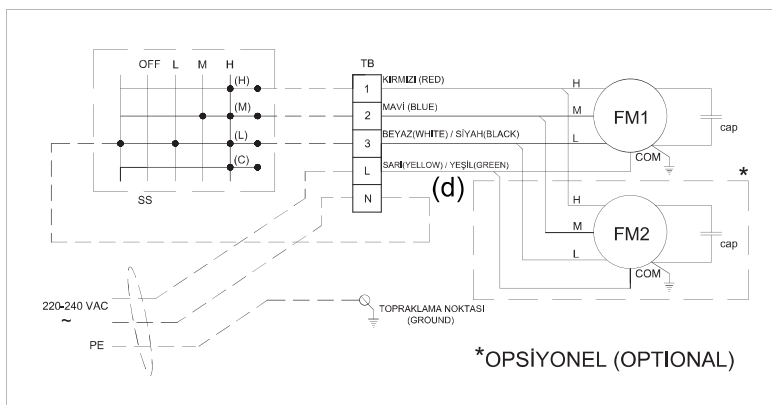 OFF L M H
TB
(H)
1
KIRMIZI (RED)
H
(M)
2
MAVİ (BLUE)
M
FM1
cap
(L)
3
BEYAZ(WHITE) / SİYAH(BLACK)
L
COM
(C)
L
SARI(YELLOW) / YEŞİL(GREEN)
SS
N
(d)
*
H
M
FM2
cap
L
COM
220-240 VAC
~
PE
TOPRAKLAMA NOKTASI
(GROUND)
*OPSİYONEL (OPTIONAL)